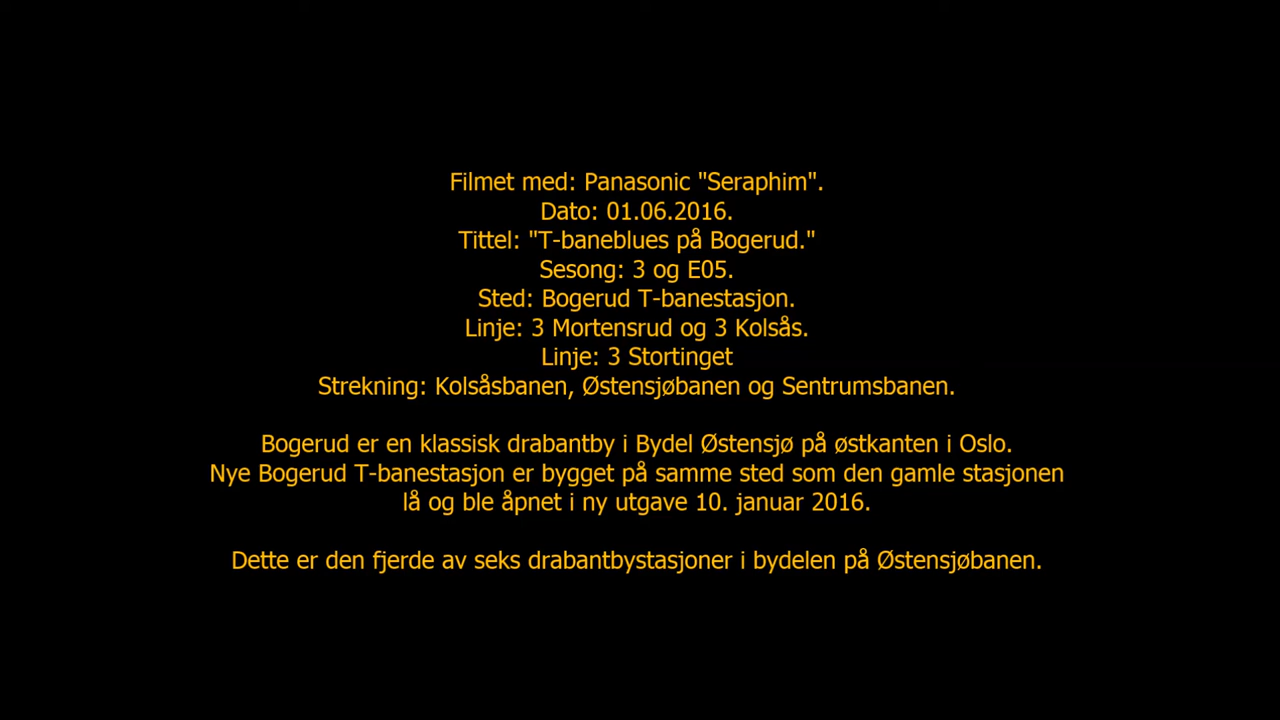 Filmet med: Panasonic "Seraphim".
Dato: 01.06.2016.
Tittel: "T-baneblues på Bogerud."
Sesong: 3 og E05.
Sted: Bogerud T-banestasjon.
Linje: 3 Mortensrud og 3 Kolsås.
Linje: 3 Stortinget
Strekning: Kolsåsbanen, Østensjøbanen og Sentrumsbanen.
Bogerud er en klassisk drabantby i Bydel Østensjø på østkanten i Oslo.
Nye Bogerud T-banestasjon er bygget på samme sted som den gamle stasjonen
lå og ble åpnet i ny utgave 10. januar 2016.
Dette er den fjerde av seks drabantbystasjoner i bydelen på Østensjøbanen.